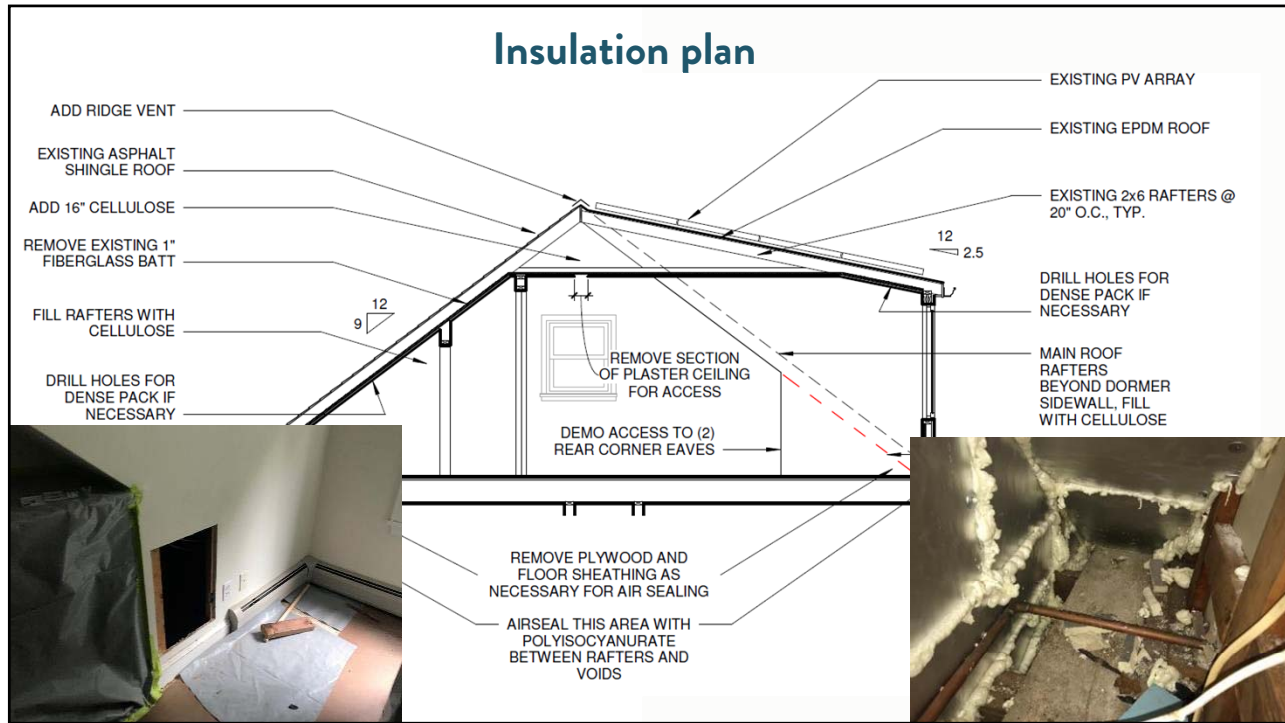 Insulation plan
ADD RIDGE VENT
EXISTING ASPHALT
SHINGLE ROOF
ADD 16" CELLULOSE
REMOVE EXISTING 1"
FIBERGLASS BATT
12
9
FILL RAFTERS WITH
CELLULOSE
DRILL HOLES FOR
DENSE PACK IF
NECESSARY
REMOVE SECTION
OF PLASTER CEILING
FOR ACCESS
DEMO ACCESS TO (2)
REAR CORNER EAVES
EXISTING PV ARRAY
EXISTING EPDM ROOF
EXISTING 2x6 RAFTERS @
20" O.C., TYP.
12
2.5
DRILL HOLES FOR
DENSE PACK IF
NECESSARY
MAIN ROOF
RAFTERS
BEYOND DORMER
SIDEWALL, FILL
WITH CELLULOSE
REMOVE PLYWOOD AND
FLOOR SHEATHING AS
NECESSARY FOR AIR SEALING
AIRSEAL THIS AREA WITH
POLYISOCYANURATE
BETWEEN RAFTERS AND
VOIDS